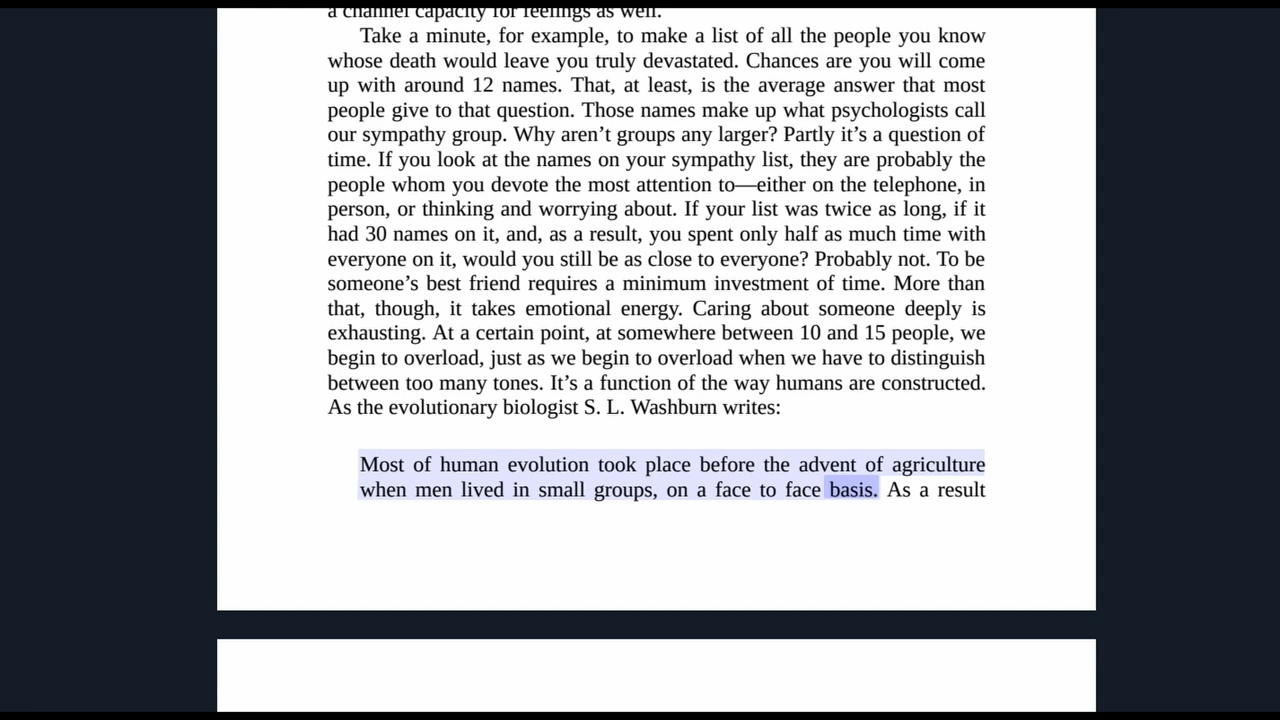 a channel capacity for feelings as well.
Take a minute, for example, to make a list of all the people you know
whose death would leave you truly devastated. Chances are you will come
up with around 12 names. That, at least, is the average answer that most
people give to that question. Those names make up what psychologists call
our sympathy group. Why aren’t groups any larger? Partly it’s a question of
time. If you look at the names on your sympathy list, they are probably the
people whom you devote the most attention to—either on the telephone, in
person, or thinking and worrying about. If your list was twice as long, if it
had 30 names on it, and, as a result, you spent only half as much time with
everyone on it, would you still be as close to everyone? Probably not. To be
someone’s best friend requires a minimum investment of time. More than
that, though, it takes emotional energy. Caring about someone deeply is
exhausting. At a certain point, at somewhere between 10 and 15 people, we
begin to overload, just as we begin to overload when we have to distinguish
between too many tones. It’s a function of the way humans are constructed.
As the evolutionary biologist S. L. Washburn writes:
Most of human evolution took place before the advent of agriculture
when men lived in small groups, on a face to face basis. As a result